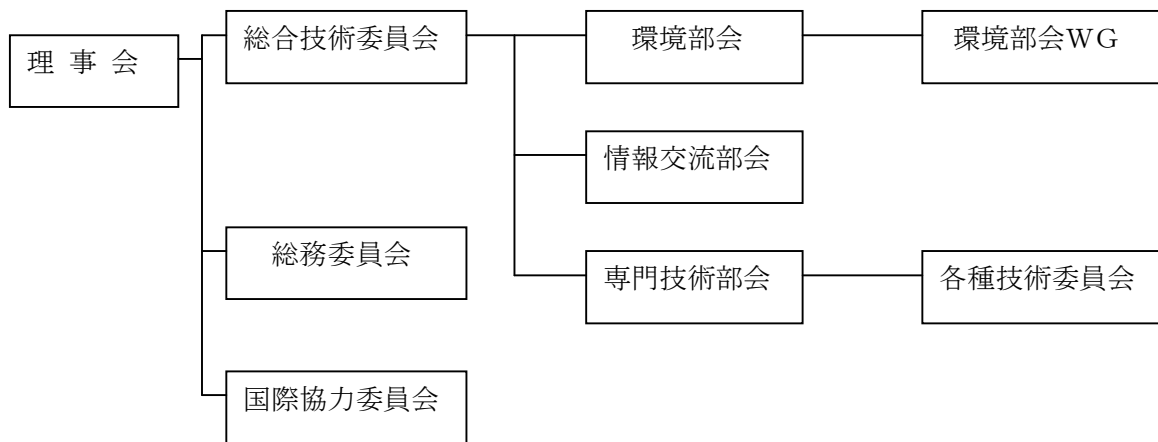 理 事 会
総合技術委員会
環境部会
環境部会WG
情報交流部会
総務委員会
専門技術部会
各種技術委員会
国際協力委員会